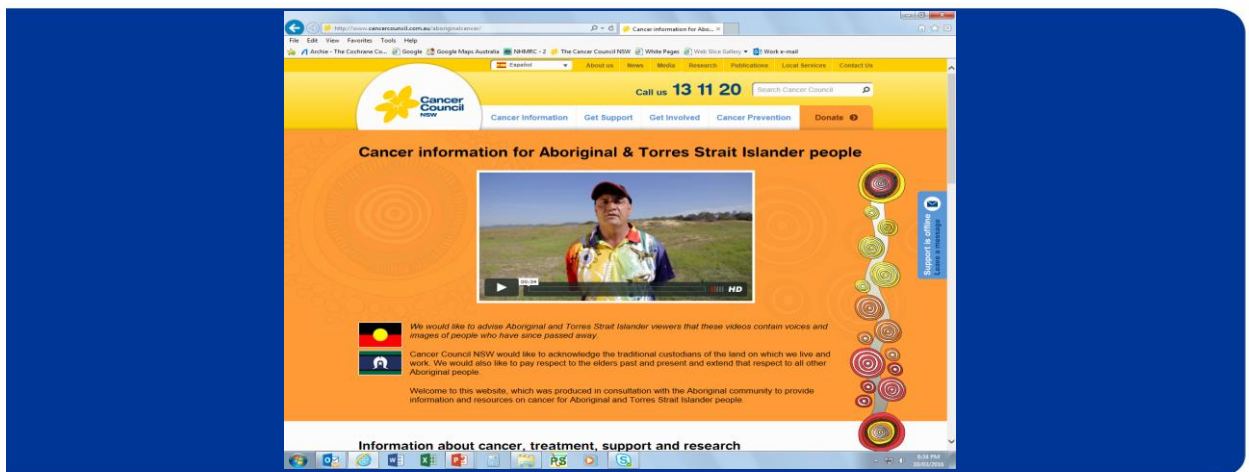 http://www.cancercouncil.com.au/aboriginalcancer/
Cancer information for Abo...
File Edit View Favorites Tools Help
Archie - The Cochrane Co... Google Google Maps Australia NHMRC - 2 The Cancer Council NSW White Pages Web Slice Gallery Work e-mail
Español About us News Media Research Publications Local Services Contact Us
Cancer
Council
NSW
Call us 13 11 20 Search Cancer Council
Cancer Information Get Support Get Involved Cancer Prevention Donate
Cancer information for Aboriginal & Torres Strait Islander people
HD
Support is offline
Leave a message
We would like to advise Aboriginal and Torres Strait Islander viewers that these videos contain voices and
images of people who have since passed away.
Cancer Council NSW would like to acknowledge the traditional custodians of the land on which we live and
work. We would also like to pay respect to the elders past and present and extend that respect to all other
Aboriginal people.
Welcome to this website, which was produced in consultation with the Aboriginal community to provide
information and resources on cancer for Aboriginal and Torres Strait Islander people.
Information about cancer, treatment, support and research
6:34 PM